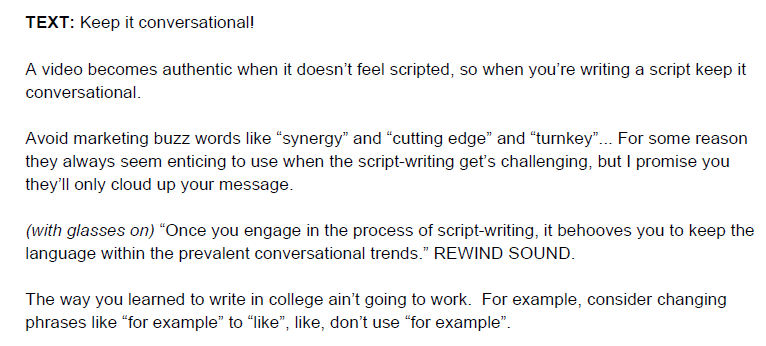 TEXT: Keep it conversational!
A video becomes authentic when it doesn’t feel scripted, so when you’re writing a script keep it
conversational.
Avoid marketing buzz words like “synergy” and “cutting edge” and “turnkey”... For some reason
they always seem enticing to use when the script-writing get’s challenging, but I promise you
they’ll only cloud up your message.
(with glasses on) “Once you engage in the process of script-writing, it behooves you to keep the
language within the prevalent conversational trends.” REWIND SOUND.
The way you learned to write in college ain’t going to work.  For example, consider changing
phrases like “for example” to “like”, like, don’t use “for example”.